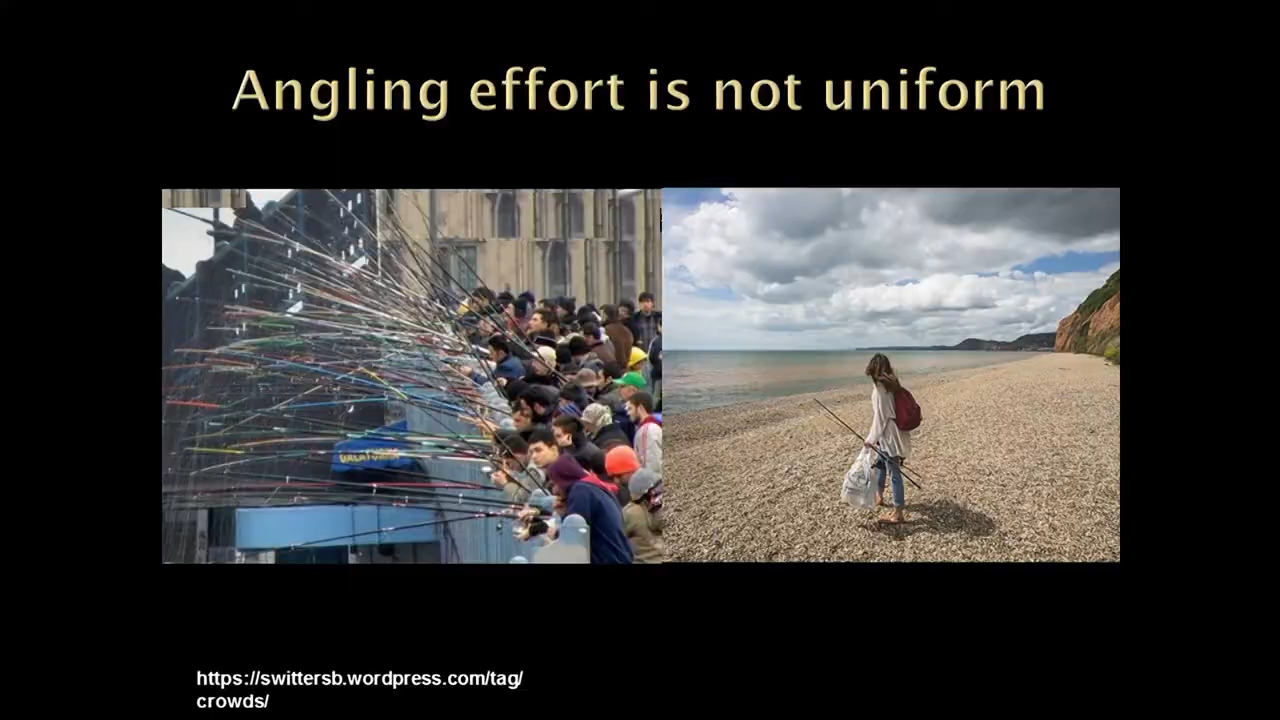 Angling effort is not uniform
https://swittersb.wordpress.com/tag/
crowds/